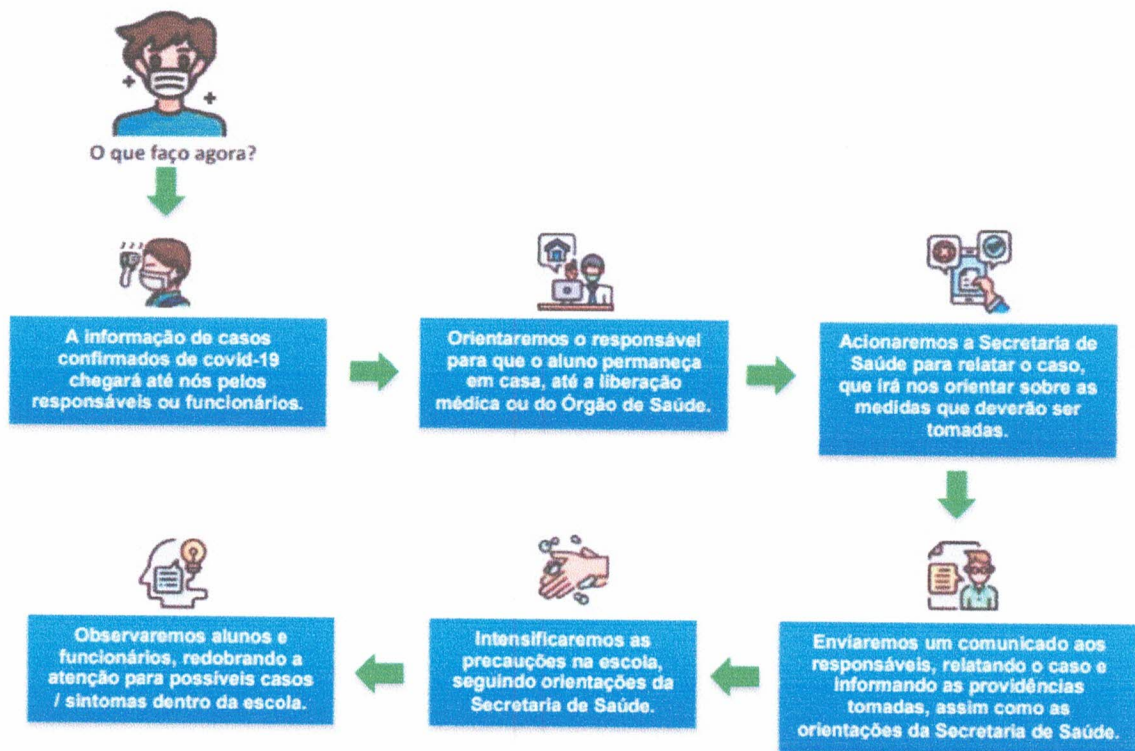 O que faço agora?
A informação de casos
confirmados de covid-19
chegará até nós pelos
responsáveis ou funcionários.
Orientaremos o responsável
para que o aluno permaneça
em casa, até a liberação
médica ou do Órgão de Saúde.
Acionaremos a Secretaria de
Saúde para relatar o caso,
que irá nos orientar sobre as
medidas que deverão ser
tomadas.
Enviaremos um comunicado aos
responsáveis, relatando o caso e
informando as providências
tomadas, assim como as
orientações da Secretaria de Saúde.
Intensificaremos as
precauções na escola,
seguindo orientações da
Secretaria de Saúde.
Observaremos alunos e
funcionários, redobrando a
atenção para possíveis casos
/ sintomas dentro da escola.